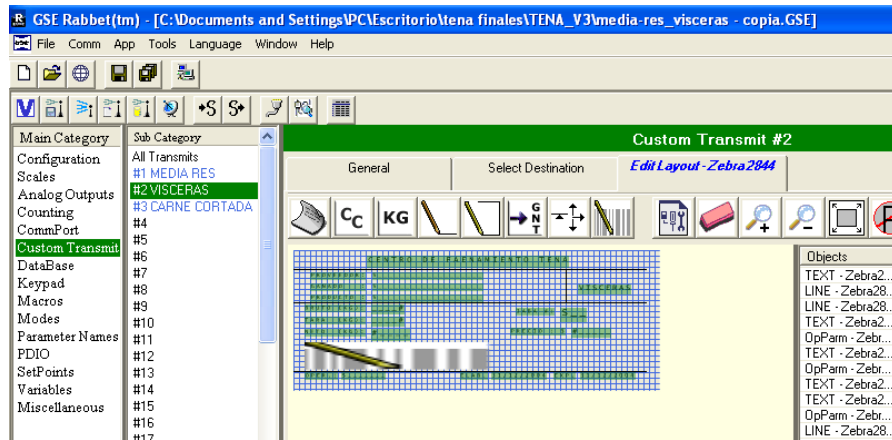 GSE Rabbet(tm) - [C:\Documents and Settings\PC\Escritorio\tena finales\TENA_V3\media-res_visceras - copia.GSE]
File Comm App Tools Language Window Help
Main Category
Configuration
Scales
Analog Outputs
Counting
CommPort
Custom Transmit
DataBase
Keypad
Macros
Modes
Parameter Names
PDIO
SetPoints
Variables
Miscellaneous
Sub Category
All Transmits
#1 MEDIA RES
#2 VISCERAS
#3 CARNE CORTADA
#4
#5
#6
#7
#8
#9
#10
#11
#12
#13
#14
#15
#16
#17
Custom Transmit #2
General
Select Destination
Edit Layout - Zebra2844
CC
KG
GNT
CENTRO DE FAENAMIENTO TENA
VISCERAS
Objects
TEXT - Zebra2...
LINE - Zebra28...
LINE - Zebra28...
TEXT - Zebra2...
OpParm - Zebr...
TEXT - Zebra2...
OpParm - Zebr...
TEXT - Zebra2...
TEXT - Zebra2...
OpParm - Zebr...
LINE - Zebra28...